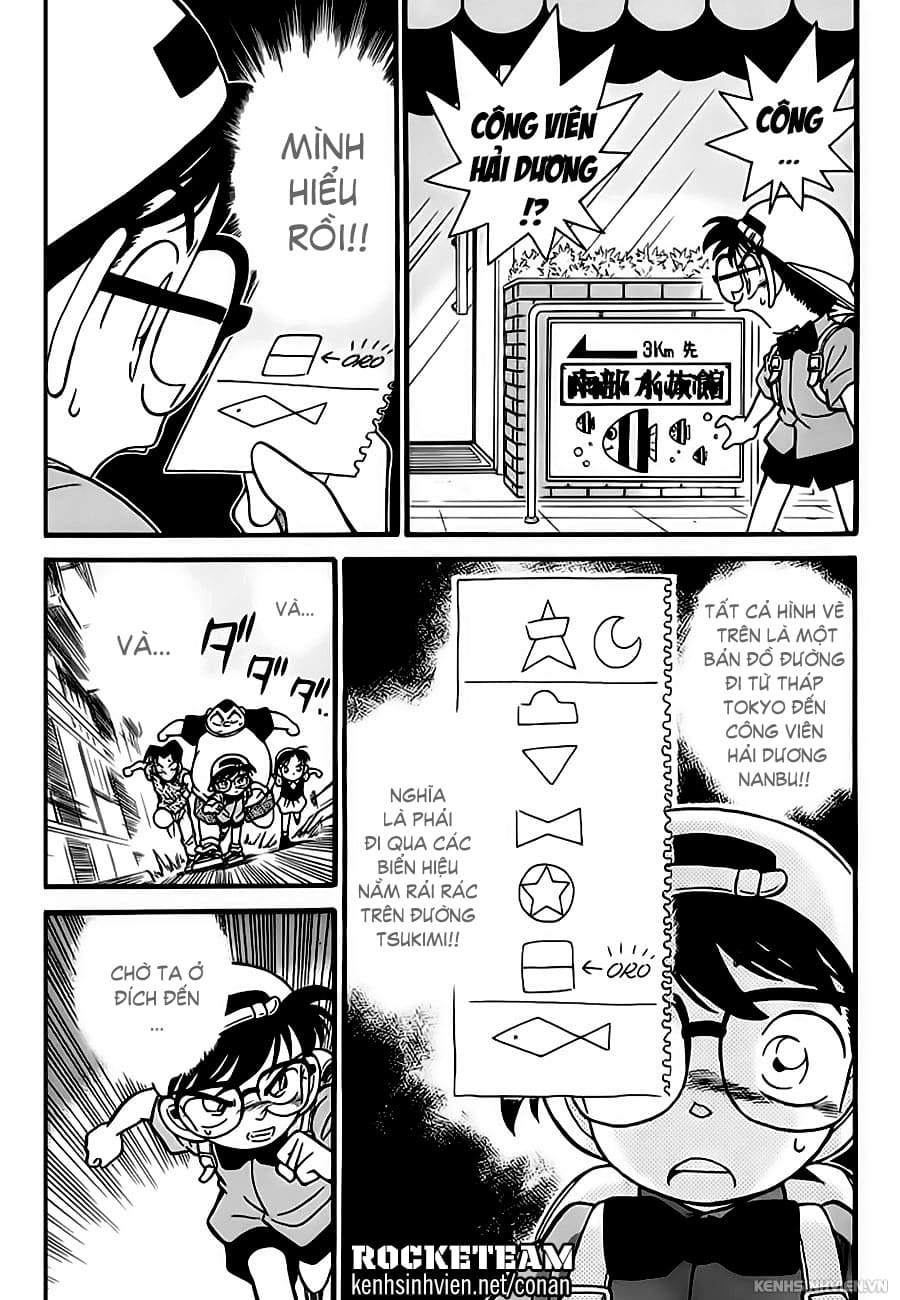 CÔNG
...
CÔNG VIÊN
HẢI DƯƠNG
!?
3Km 先
南部 水族館
MÌNH
HIỂU
RỒI!!
←ORO
TẤT CẢ HÌNH VẼ
TRÊN LÀ MỘT
BẢN ĐỒ ĐƯỜNG
ĐI TỪ THÁP
TOKYO ĐẾN
CÔNG VIÊN
HẢI DƯƠNG
NANBU!!
←ORO
NGHĨA
LÀ PHẢI
ĐI QUA CÁC
BIỂN HIỆU
NẰM RẢI RÁC
TRÊN ĐƯỜNG
TSUKIMI!!
VÀ...
VÀ...
ダダダ..
CHỜ TA Ở
ĐÍCH ĐẾN
...
ROCKETEAM
kenhsinhvien.net/conan
KENHSINHVIEN.VN